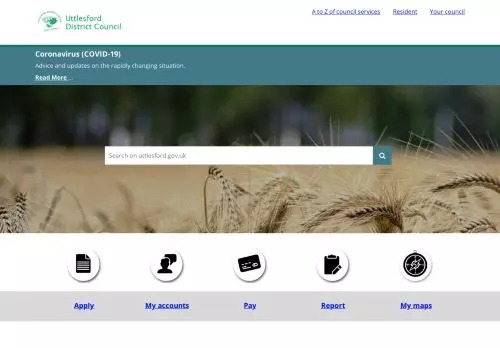 Uttlesford
District Council
A to Z of council services
Resident
Your council
Coronavirus (COVID-19)
Advice and updates on the rapidly changing situation.
Read More ...
Search on uttlesford.gov.uk
Apply
My accounts
Pay
Report
My maps